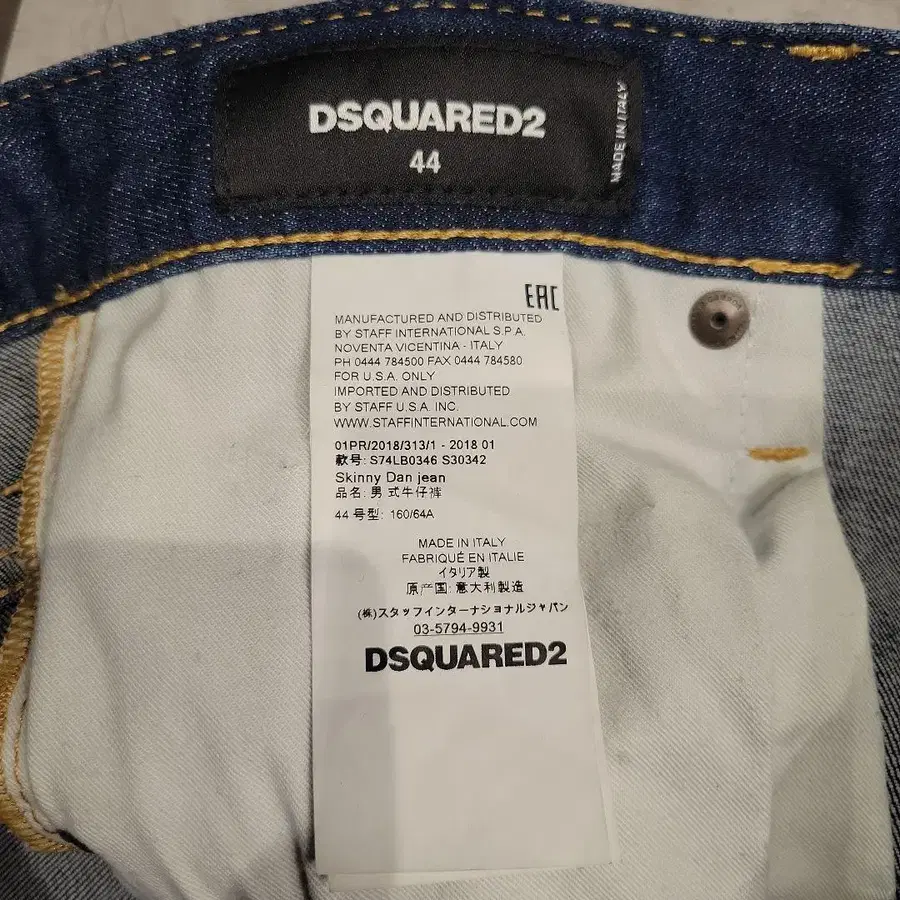 DSQUARED2
44
MADE IN ITALY
EAC
MANUFACTURED AND DISTRIBUTED
BY STAFF INTERNATIONAL S.P.A.
NOVENTA VICENTINA - ITALY
PH 0444 784500 FAX 0444 784580
FOR U.S.A. ONLY
IMPORTED AND DISTRIBUTED
BY STAFF U.S.A. INC.
WWW.STAFFINTERNATIONAL.COM
01PR/2018/313/1 - 2018 01
款号: S74LB0346 S30342
Skinny Dan jean
品名: 男 式牛仔裤
44 号型: 160/64A
MADE IN ITALY
FABRIQUÉ EN ITALIE
イタリア製
原产国: 意大利製造
(株)スタッフインターナショナルジャパン
03-5794-9931
DSQUARED2